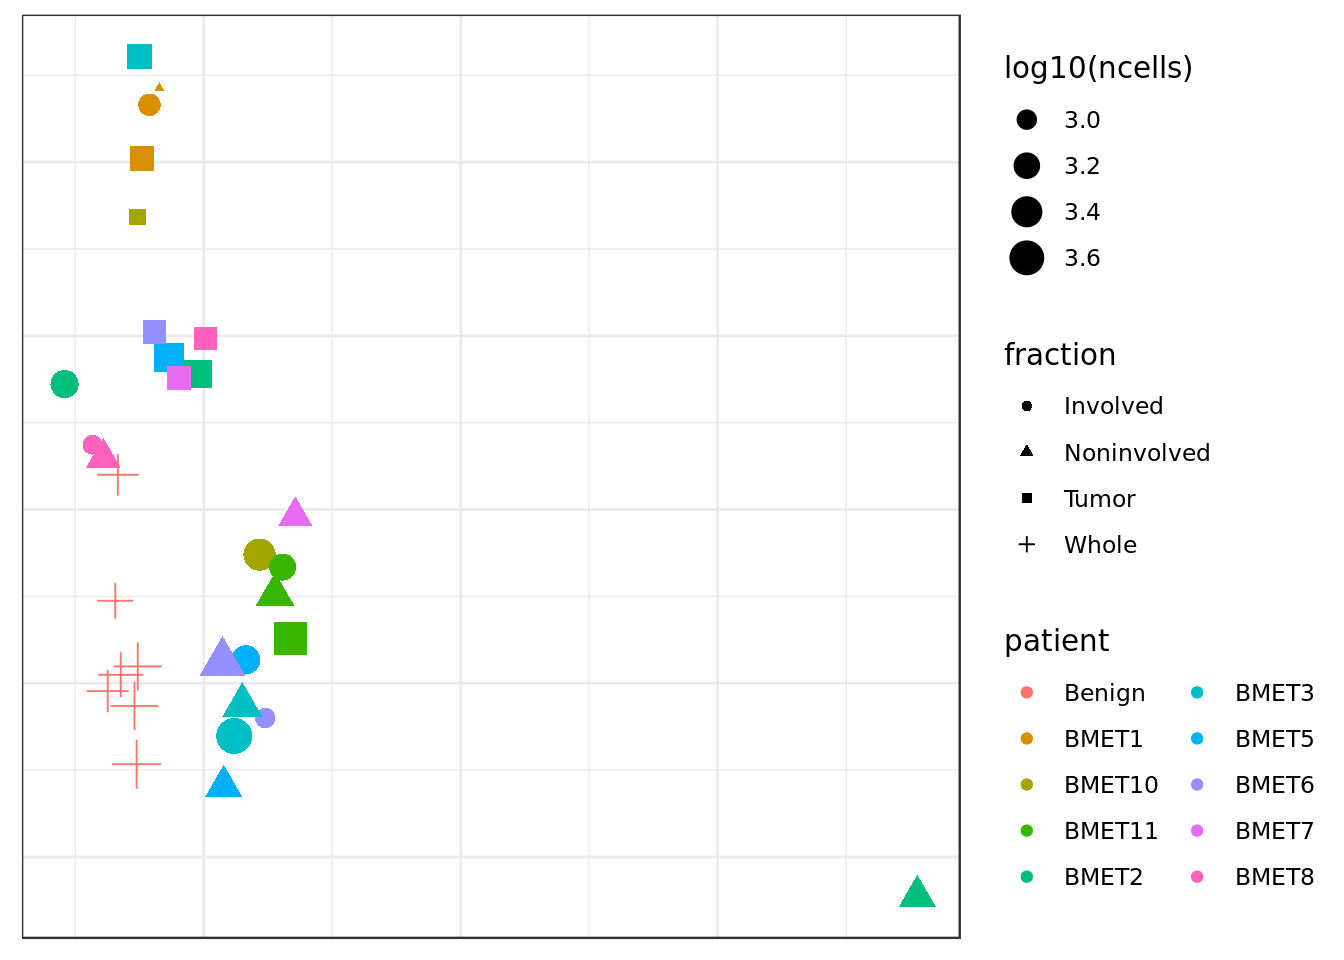 log10(ncells)
3.0
3.2
3.4
3.6
fraction
Involved
Noninvolved
Tumor
Whole
patient
Benign BMET3
BMET1 BMET5
BMET10 BMET6
BMET11 BMET7
BMET2 BMET8